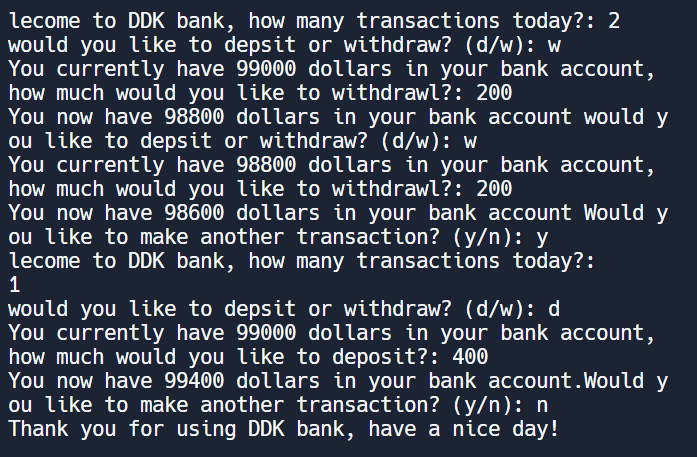 lecome to DDK bank, how many transactions today?: 2
would you like to depsit or withdraw? (d/w): w
You currently have 99000 dollars in your bank account,
how much would you like to withdrawl?: 200
You now have 98800 dollars in your bank account would y
ou like to depsit or withdraw? (d/w): w
You currently have 98800 dollars in your bank account,
how much would you like to withdrawl?: 200
You now have 98600 dollars in your bank account Would y
ou like to make another transaction? (y/n): y
lecome to DDK bank, how many transactions today?:
1
would you like to depsit or withdraw? (d/w): d
You currently have 99000 dollars in your bank account,
how much would you like to deposit?: 400
You now have 99400 dollars in your bank account.Would y
ou like to make another transaction? (y/n): n
Thank you for using DDK bank, have a nice day!